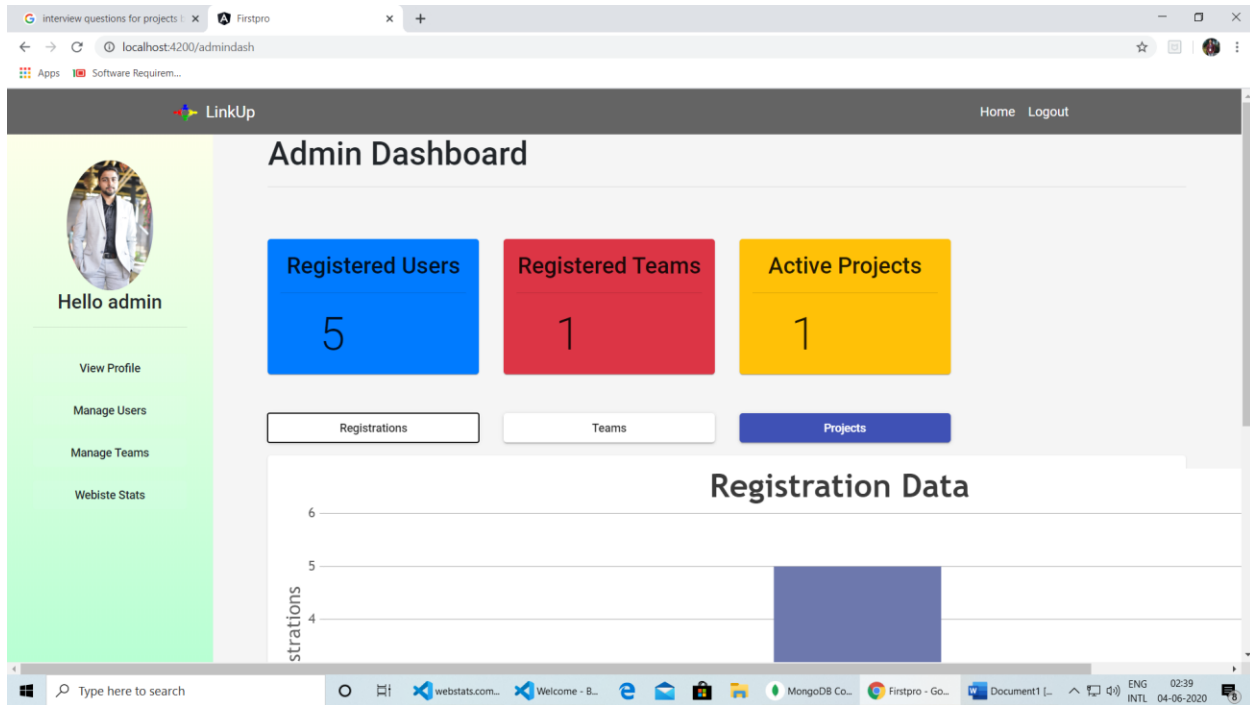 interview questions for projects b
Firstpro
localhost:4200/admindash
Apps
Software Requirem...
LinkUp
Home
Logout
Admin Dashboard
Hello admin
View Profile
Manage Users
Manage Teams
Webiste Stats
Registered Users
5
Registered Teams
1
Active Projects
1
Registrations
Teams
Projects
Registration Data
6
5
4
strations
Type here to search
webstats.com...
Welcome - B...
MongoDB Co...
Firstpro - Go...
Document1 [...
ENG
INTL
02:39
04-06-2020
8